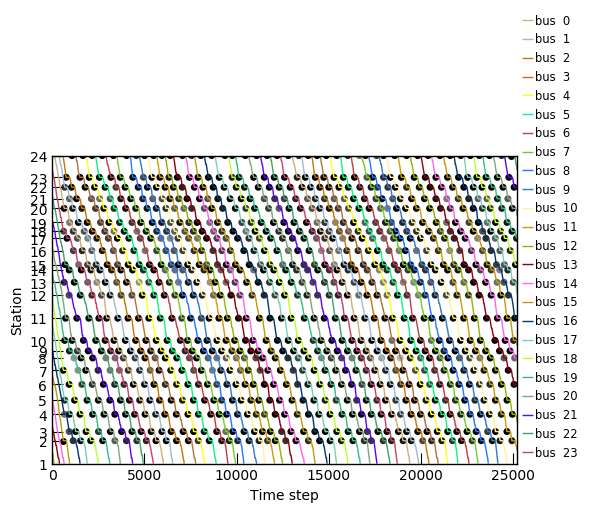 bus 0
bus 1
bus 2
bus 3
bus 4
bus 5
bus 6
bus 7
bus 8
bus 9
bus 10
bus 11
bus 12
bus 13
bus 14
bus 15
bus 16
bus 17
bus 18
bus 19
bus 20
bus 21
bus 22
bus 23
24
23
22
21
20
19
18
17
16
15
14
13
12
11
10
9
8
7
6
5
4
3
2
1
Station
0 5000 10000 15000 20000 25000
Time step